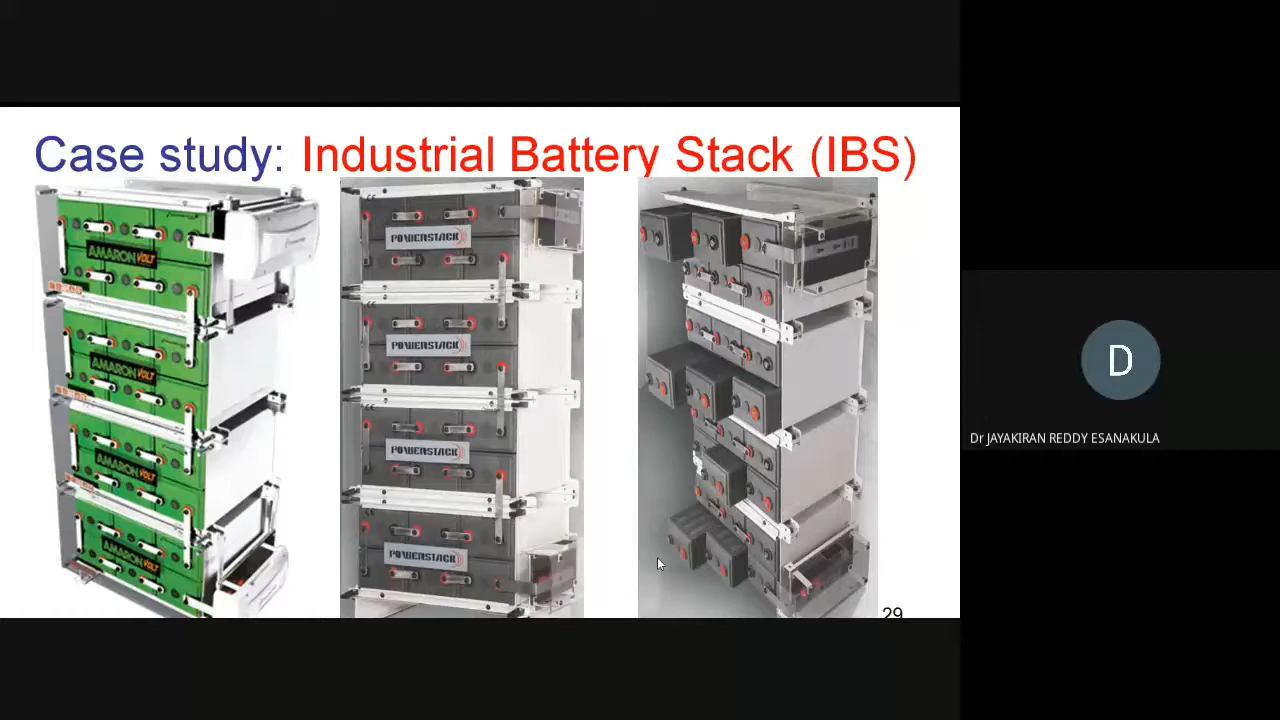 Case study: Industrial Battery Stack (IBS)
AMARON VOLT
AMARON VOLT
AMARON VOLT
AMARON VOLT
POWERSTACK
POWERSTACK
POWERSTACK
POWERSTACK
29
D
Dr JAYAKIRAN REDDY ESANAKULA